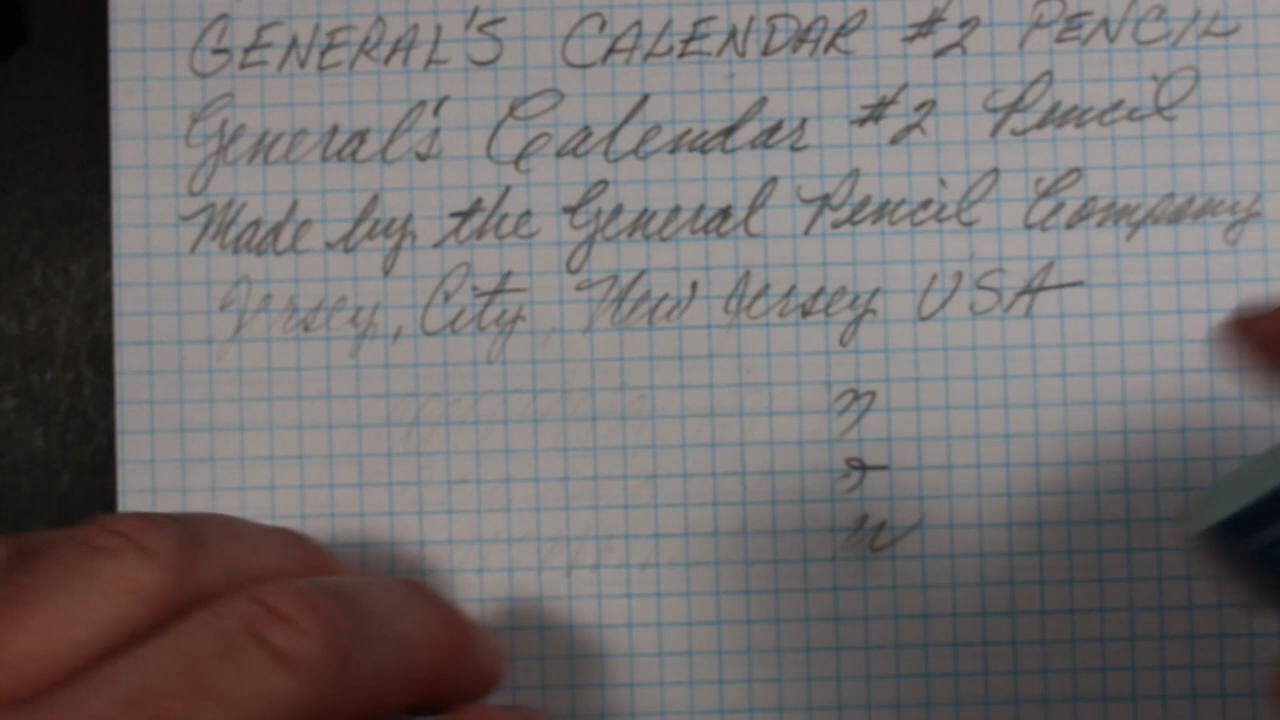 GENERAL'S CALENDAR #2 PENCIL
General's Calendar #2 Pencil
Made by the General Pencil Company
Jersey, City, New Jersey USA